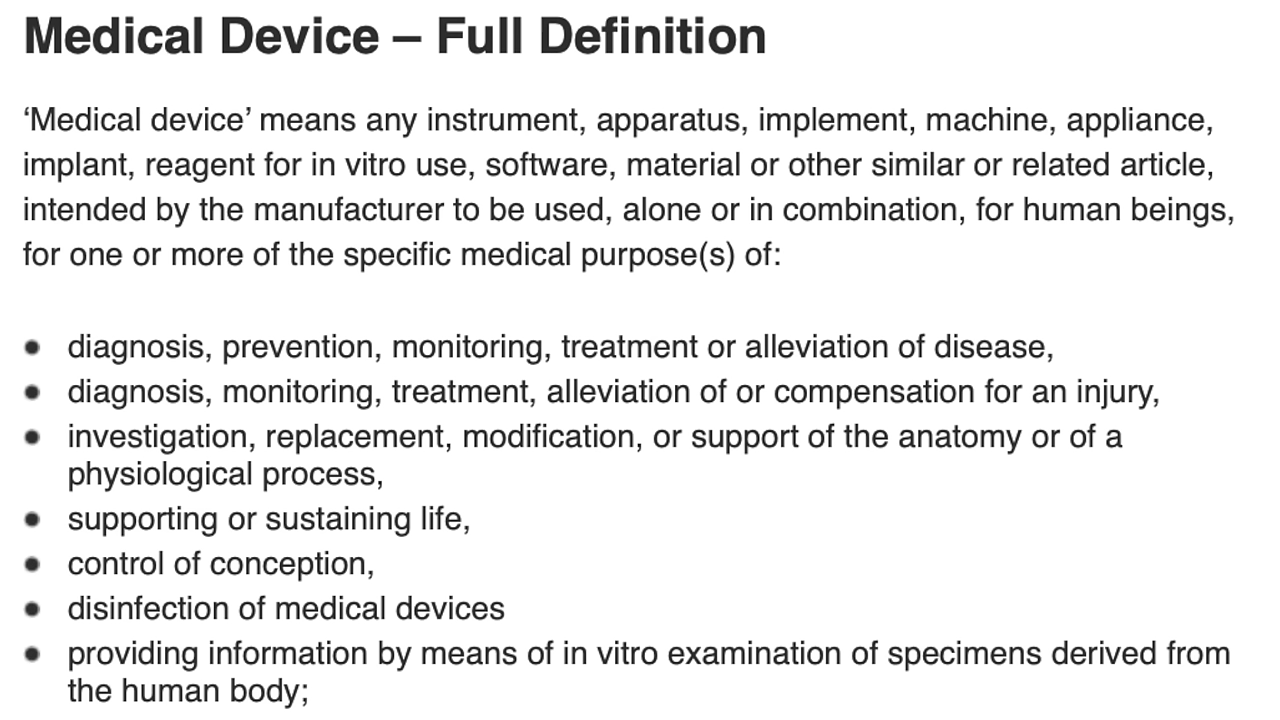 Medical Device – Full Definition
‘Medical device’ means any instrument, apparatus, implement, machine, appliance,
implant, reagent for in vitro use, software, material or other similar or related article,
intended by the manufacturer to be used, alone or in combination, for human beings,
for one or more of the specific medical purpose(s) of:
• diagnosis, prevention, monitoring, treatment or alleviation of disease,
• diagnosis, monitoring, treatment, alleviation of or compensation for an injury,
• investigation, replacement, modification, or support of the anatomy or of a
physiological process,
• supporting or sustaining life,
• control of conception,
• disinfection of medical devices
• providing information by means of in vitro examination of specimens derived from
the human body;